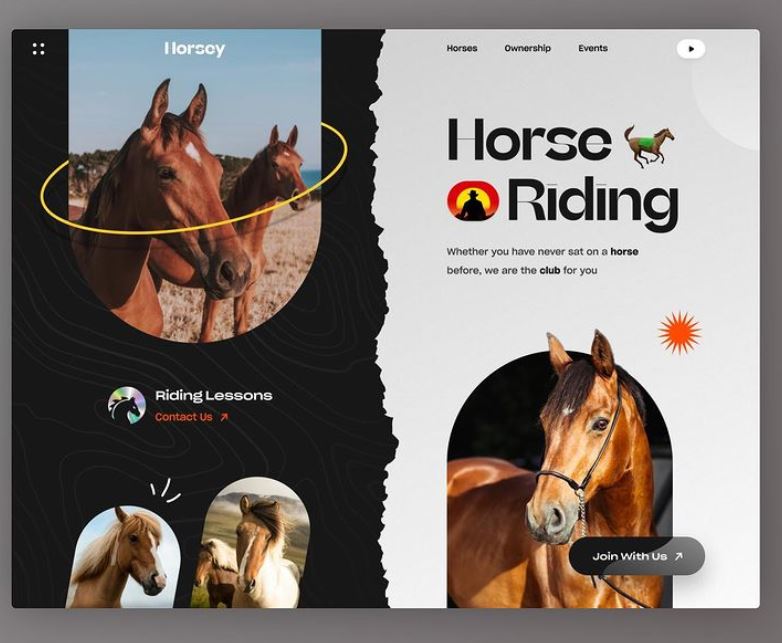 Horsey
Horses Ownership Events
Horse
Riding
Whether you have never sat on a horse
before, we are the club for you
Riding Lessons
Contact Us
Join With Us